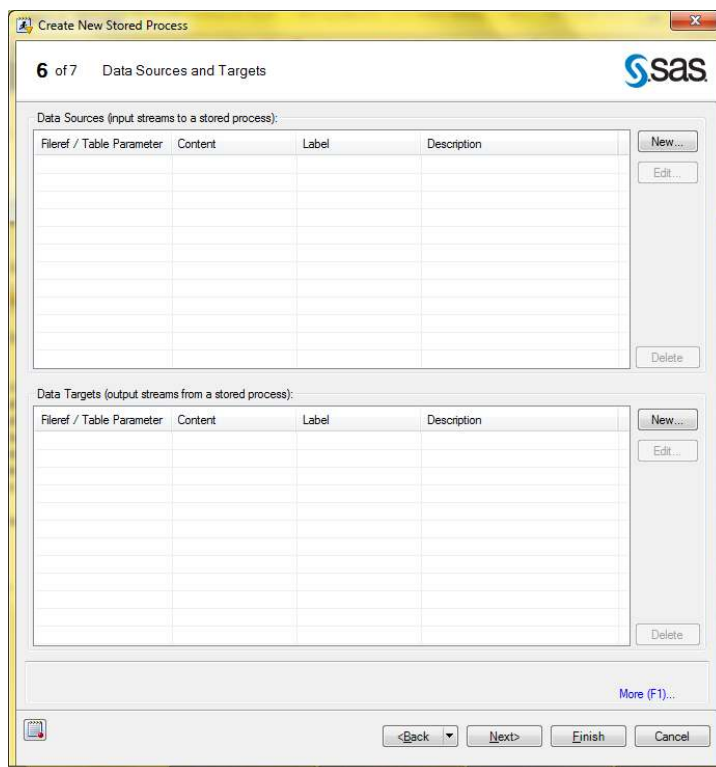 Create New Stored Process
x
6 of 7 Data Sources and Targets
sas
Data Sources (input streams to a stored process):
Fileref / Table Parameter Content Label Description
New...
Edit...
Delete
Data Targets (output streams from a stored process):
Fileref / Table Parameter Content Label Description
New...
Edit...
Delete
More (F1)...
<Back Next> Finish Cancel